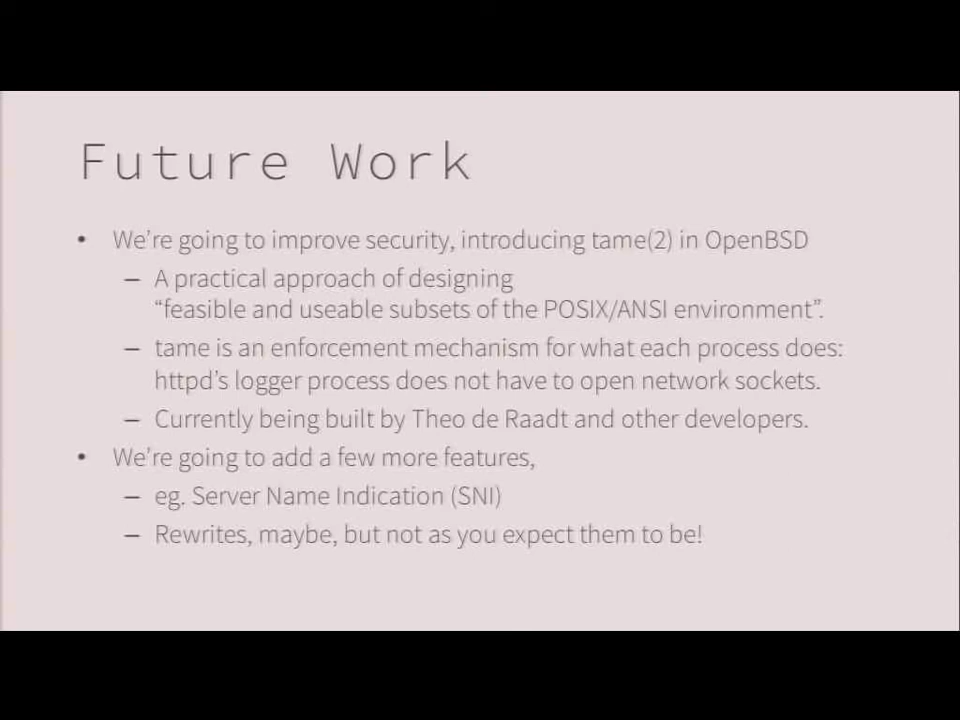 Future Work
• We’re going to improve security, introducing tame(2) in OpenBSD
– A practical approach of designing
“feasible and useable subsets of the POSIX/ANSI environment”.
– tame is an enforcement mechanism for what each process does:
httpd’s logger process does not have to open network sockets.
– Currently being built by Theo de Raadt and other developers.
• We’re going to add a few more features,
– eg. Server Name Indication (SNI)
– Rewrites, maybe, but not as you expect them to be!